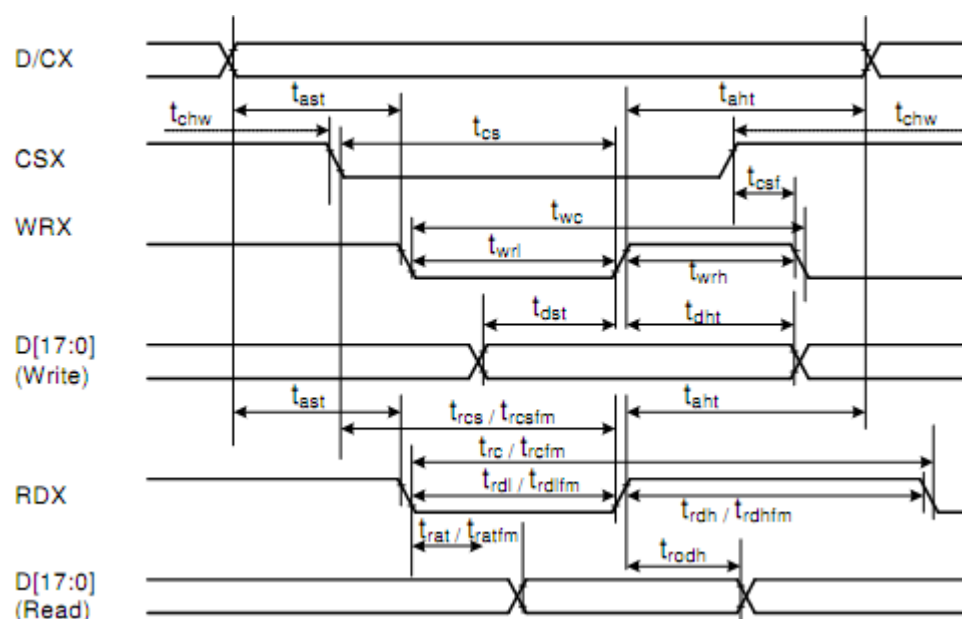 D/CX
tast taht
tchw tcs tchw
CSX
tcsf
WRX twc
twrl twrh
tdst tdht
D[17:0]
(Write)
tast taht
trcs / trcsfm
trc / trcfm
RDX
trdl / trdlfm trdh / trdhfm
trat / tratfm
trodh
D[17:0]
(Read)